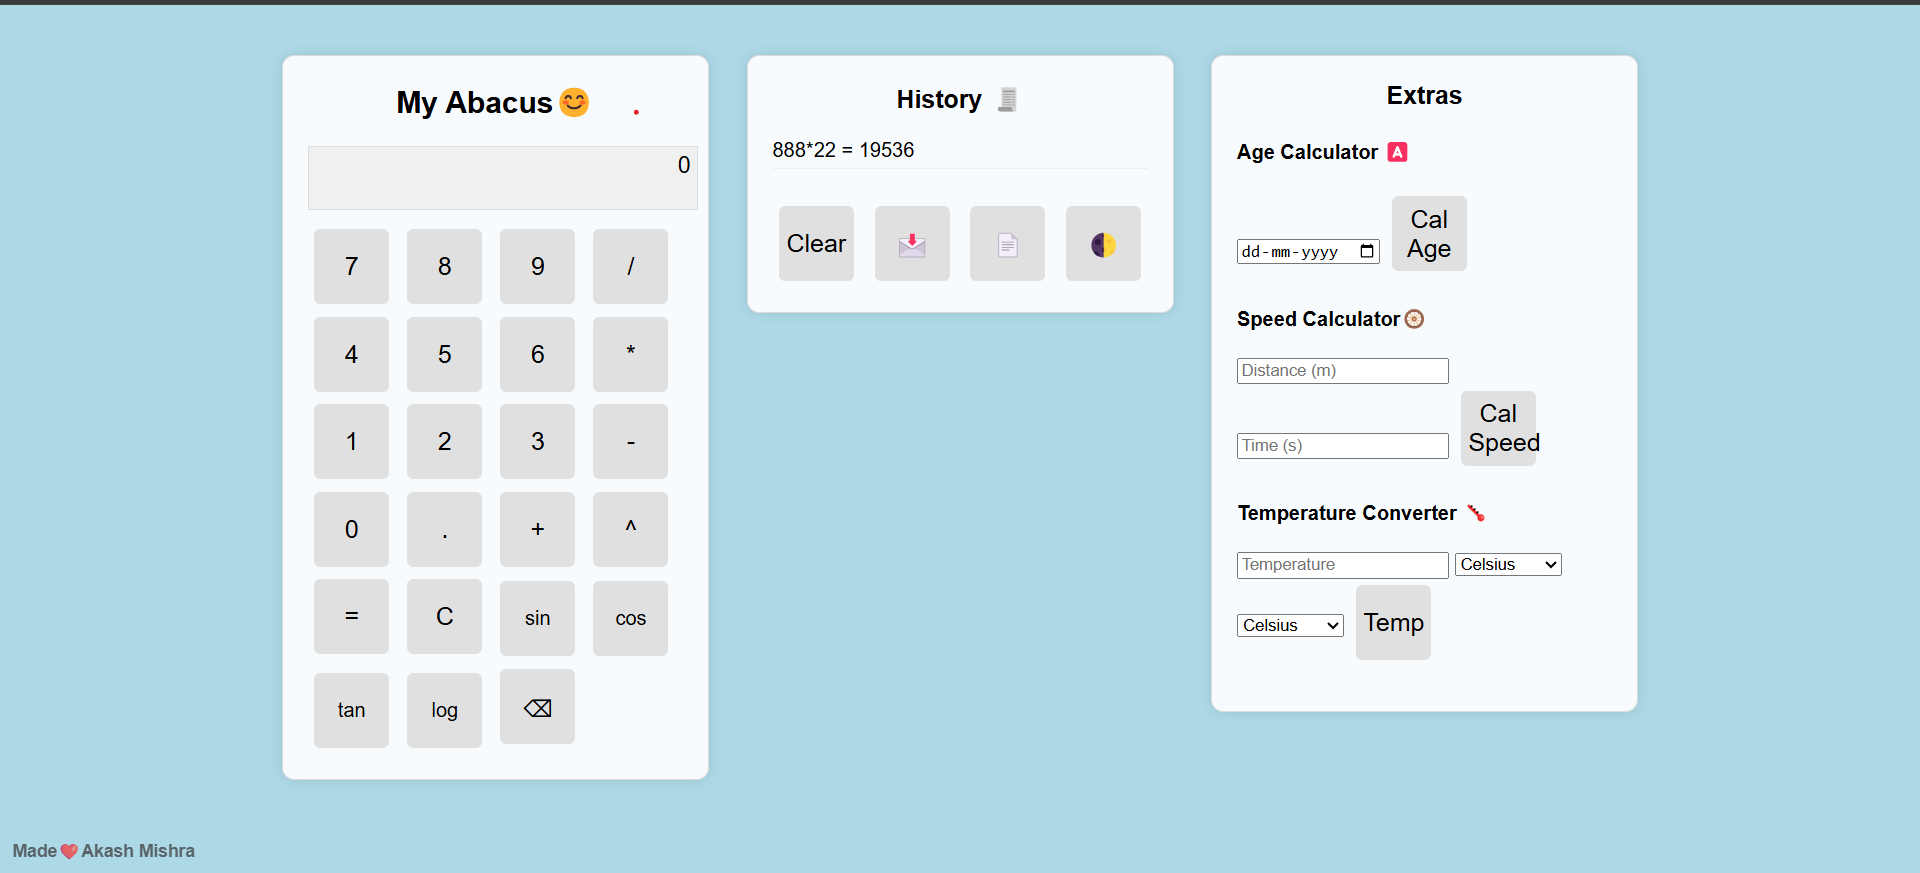 My Abacus😊
0
7 8 9 /
4 5 6 *
1 2 3 -
0 . + ^
= C sin cos
tan log ⌫
History 📜
888*22 = 19536
Clear
Extras
Age Calculator 🅰
dd-mm-yyyy
Cal
Age
Speed Calculator
Distance (m)
Time (s)
Cal
Speed
Temperature Converter
Temperature Celsius
Celsius Temp
Made❤️Akash Mishra